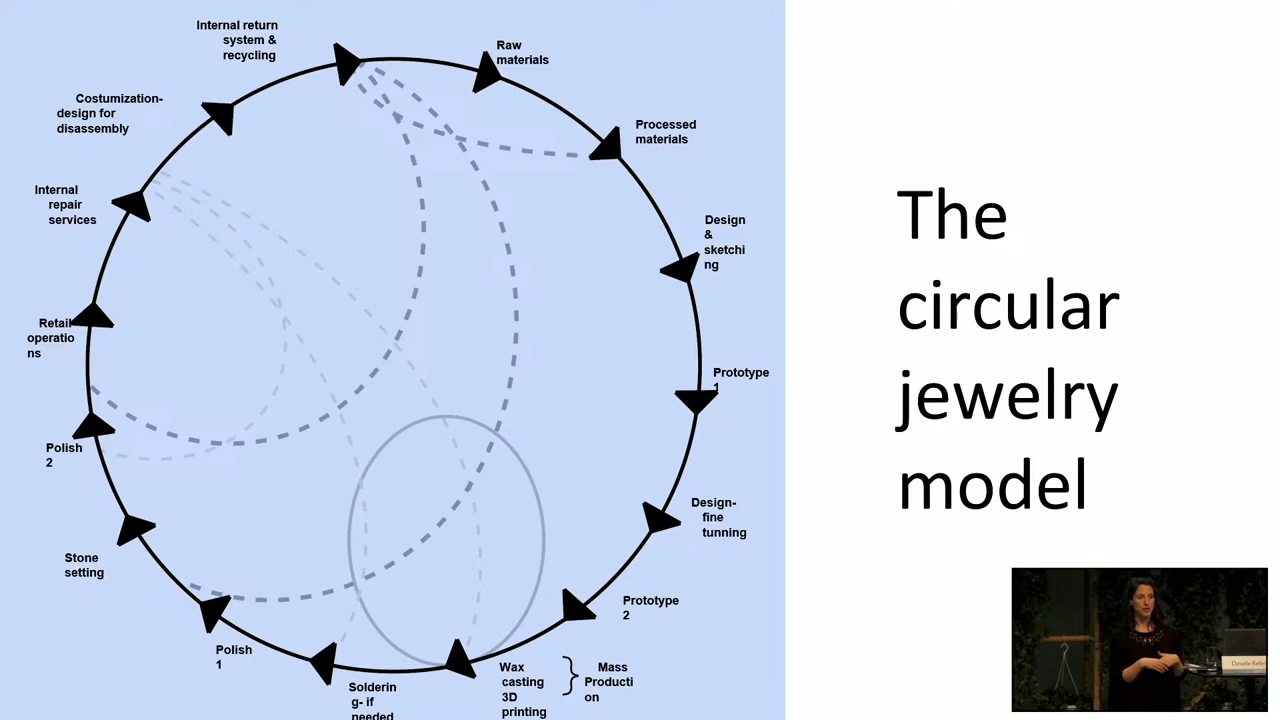 Internal return
system &
recycling
Raw
materials
Costumization-
design for
disassembly
Processed
materials
Internal
repair
services
Design
&
sketchi
ng
Retail
operatio
ns
Prototype
1
Polish
2
Design-
fine
tunning
Stone
setting
Prototype
2
Polish
1
Wax
casting
3D
printing
Mass
Producti
on
Solderin
g- if
needed
The
circular
jewelry
model